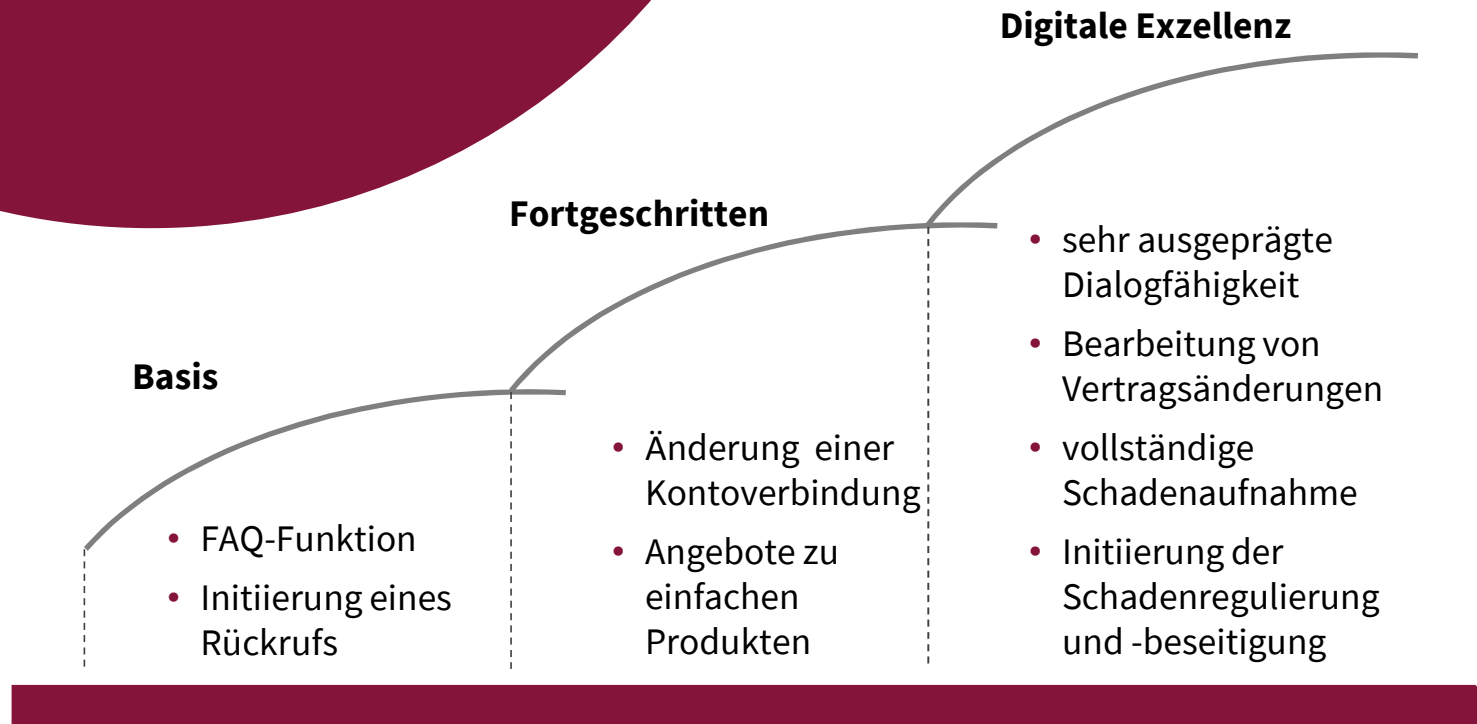 Digitale Exzellenz
Fortgeschritten
Basis
• FAQ-Funktion
• Initiierung eines
Rückrufs
• Änderung einer
Kontoverbindung
• Angebote zu
einfachen
Produkten
• sehr ausgeprägte
Dialogfähigkeit
• Bearbeitung von
Vertragsänderungen
• vollständige
Schadenaufnahme
• Initiierung der
Schadenregulierung
und -beseitigung